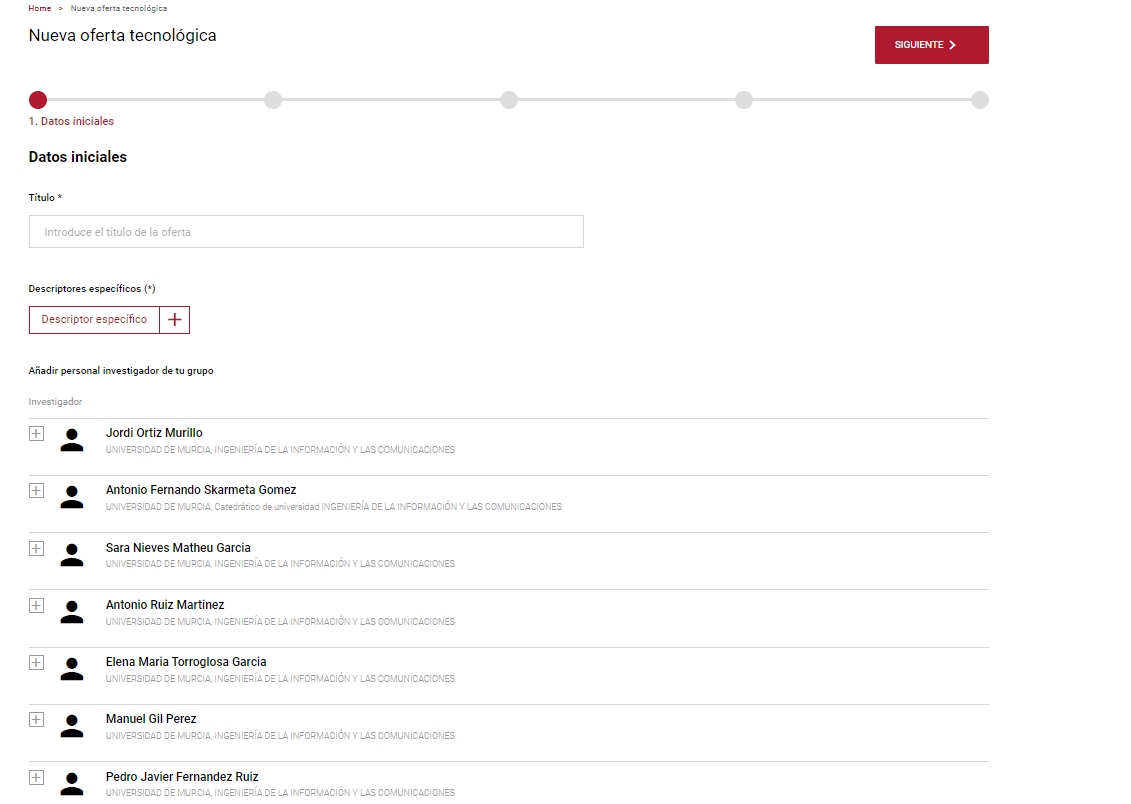 Home > Nueva oferta tecnológica
Nueva oferta tecnológica
SIGUIENTE
1. Datos iniciales
Datos iniciales
Título *
Introduce el título de la oferta
Descriptores específicos (*)
Descriptor específico
Añadir personal investigador de tu grupo
Investigador
Jordi Ortiz Murillo
UNIVERSIDAD DE MURCIA, INGENIERÍA DE LA INFORMACIÓN Y LAS COMUNICACIONES
Antonio Fernando Skarmeta Gomez
UNIVERSIDAD DE MURCIA, Catedrático de universidad INGENIERÍA DE LA INFORMACIÓN Y LAS COMUNICACIONES
Sara Nieves Matheu Garcia
UNIVERSIDAD DE MURCIA, INGENIERÍA DE LA INFORMACIÓN Y LAS COMUNICACIONES
Antonio Ruiz Martinez
UNIVERSIDAD DE MURCIA, INGENIERÍA DE LA INFORMACIÓN Y LAS COMUNICACIONES
Elena Maria Torroglosa Garcia
UNIVERSIDAD DE MURCIA, INGENIERÍA DE LA INFORMACIÓN Y LAS COMUNICACIONES
Manuel Gil Perez
UNIVERSIDAD DE MURCIA, INGENIERÍA DE LA INFORMACIÓN Y LAS COMUNICACIONES
Pedro Javier Fernandez Ruiz
UNIVERSIDAD DE MURCIA, INGENIERÍA DE LA INFORMACIÓN Y LAS COMUNICACIONES